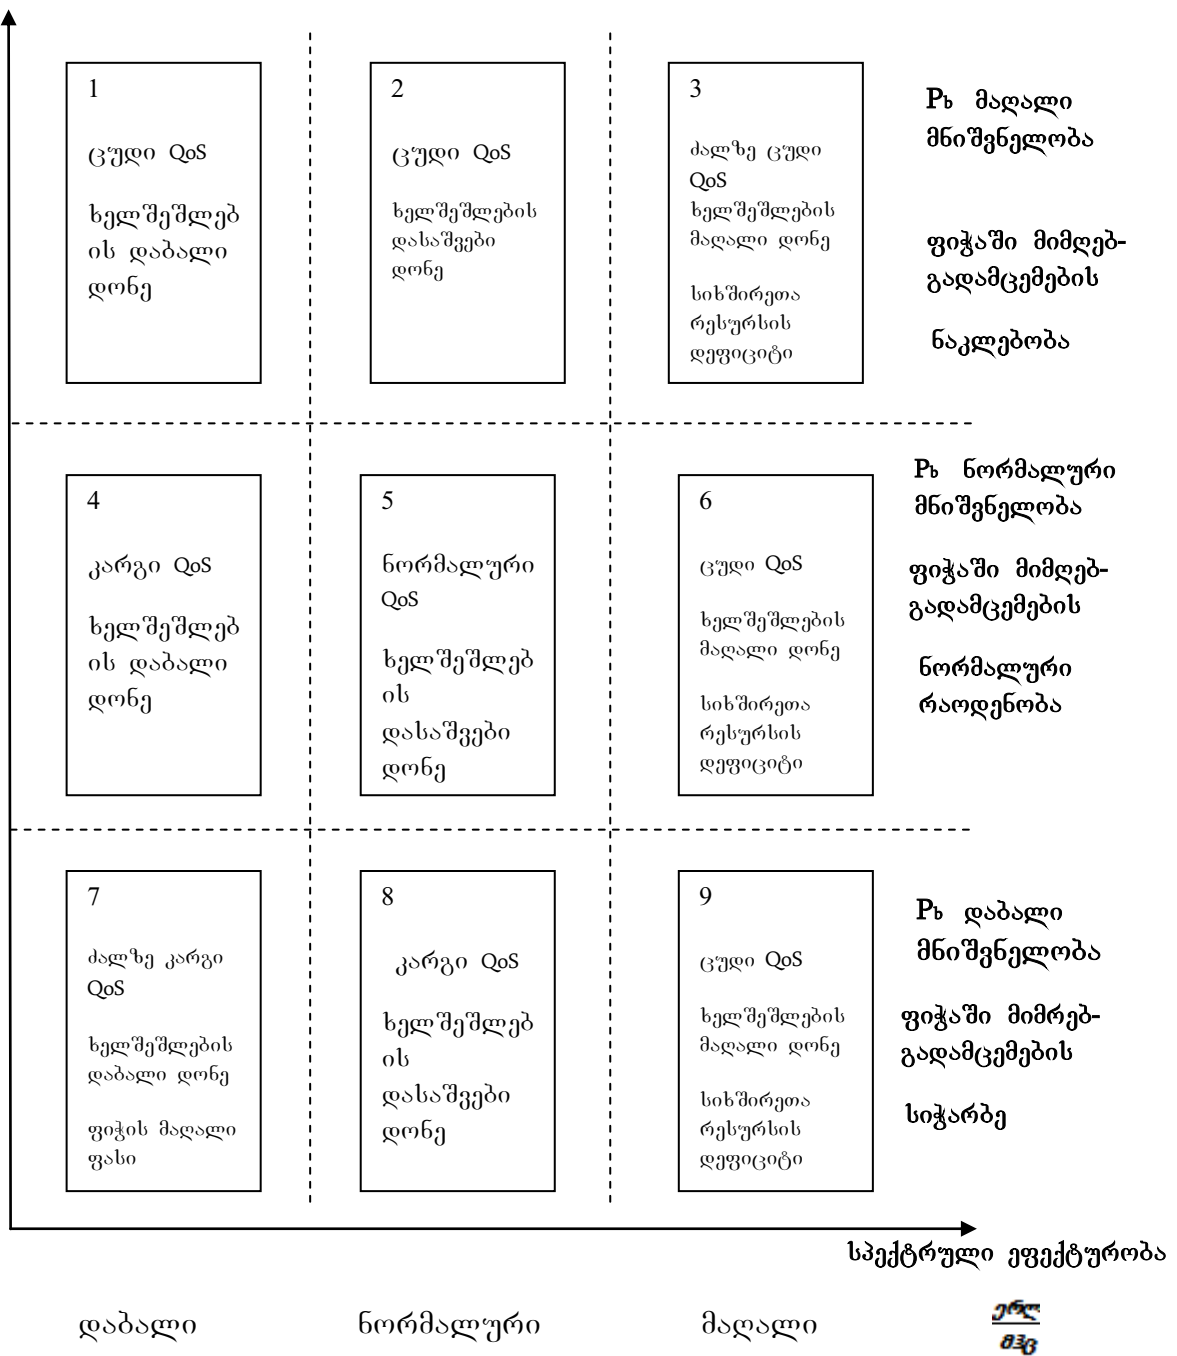 1
ცუდი QoS
ხელშეშლებ
ის დაბალი
დონე
2
ცუდი QoS
ხელშეშლების
დასაშვები
დონე
3
ძალზე ცუდი
QoS
ხელშეშლების
მაღალი დონე
სიხშირეთა
რესურსის
დეფიციტი
Pb მაღალი
მნიშვნელობა
ფიჭაში მიმღებ-
გადამცემების
ნაკლებობა
4
კარგი QoS
ხელშეშლებ
ის დაბალი
დონე
5
ნორმალური
QoS
ხელშეშლებ
ის
დასაშვები
დონე
6
ცუდი QoS
ხელშეშლების
მაღალი დონე
სიხშირეთა
რესურსის
დეფიციტი
Pb ნორმალური
მნიშვნელობა
ფიჭაში მიმღებ-
გადამცემების
ნორმალური
რაოდენობა
7
ძალზე კარგი
QoS
ხელშეშლების
დაბალი დონე
ფიჭის მაღალი
ფასი
8
კარგი QoS
ხელშეშლებ
ის
დასაშვები
დონე
9
ცუდი QoS
ხელშეშლების
მაღალი დონე
სიხშირეთა
რესურსის
დეფიციტი
Pb დაბალი
მნიშვნელობა
ფიჭაში მიმრებ-
გადამცემების
სიჭარბე
სპექტრული ეფექტურობა
დაბალი
ნორმალური
მაღალი
ერლ
მჰც